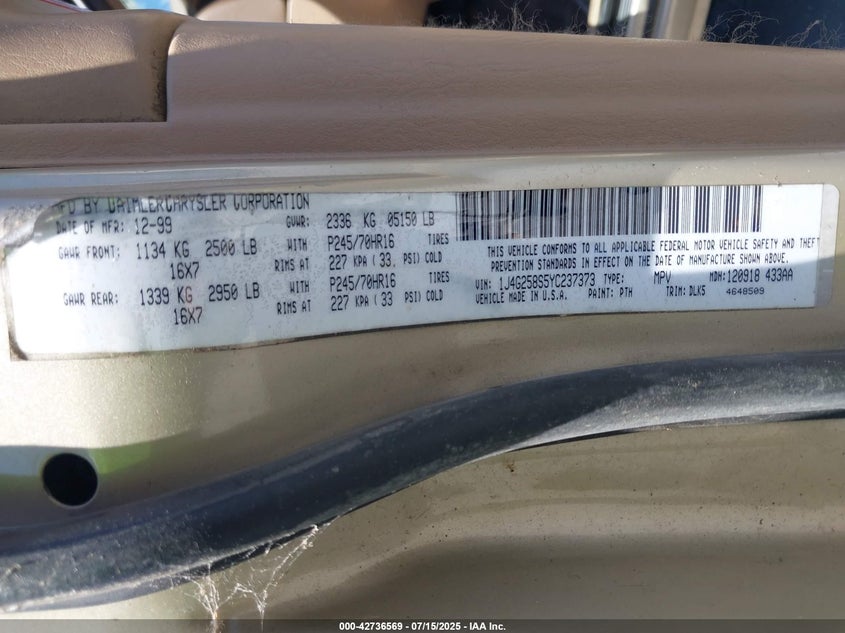 FD BY DAIMLERCHRYSLER CORPORATION
DATE OF MFR: 12-99 GVWR: 2336 KG 05150 LB
GAWR FRONT: 1134 KG 2500 LB WITH P245/70HR16 TIRES
16X7 RIMS AT 227 KPA ( 33. PSI) COLD
GAWR REAR: 1339 KG 2950 LB WITH P245/70HR16 TIRES
16X7 RIMS AT 227 KPA ( 33 PSI) COLD
THIS VEHICLE CONFORMS TO ALL APPLICABLE FEDERAL MOTOR VEHICLE SAFETY AND THEFT
PREVENTION STANDARDS IN EFFECT ON THE DATE OF MANUFACTURE SHOWN ABOVE.
VIN: 1J4G258S5YC237373 TYPE: MPV MDH:120918 433AA
VEHICLE MADE IN U.S.A. PAINT: PTH TRIM: DLK5 4648509
000-42736569 - 07/15/2025 - IAA Inc.